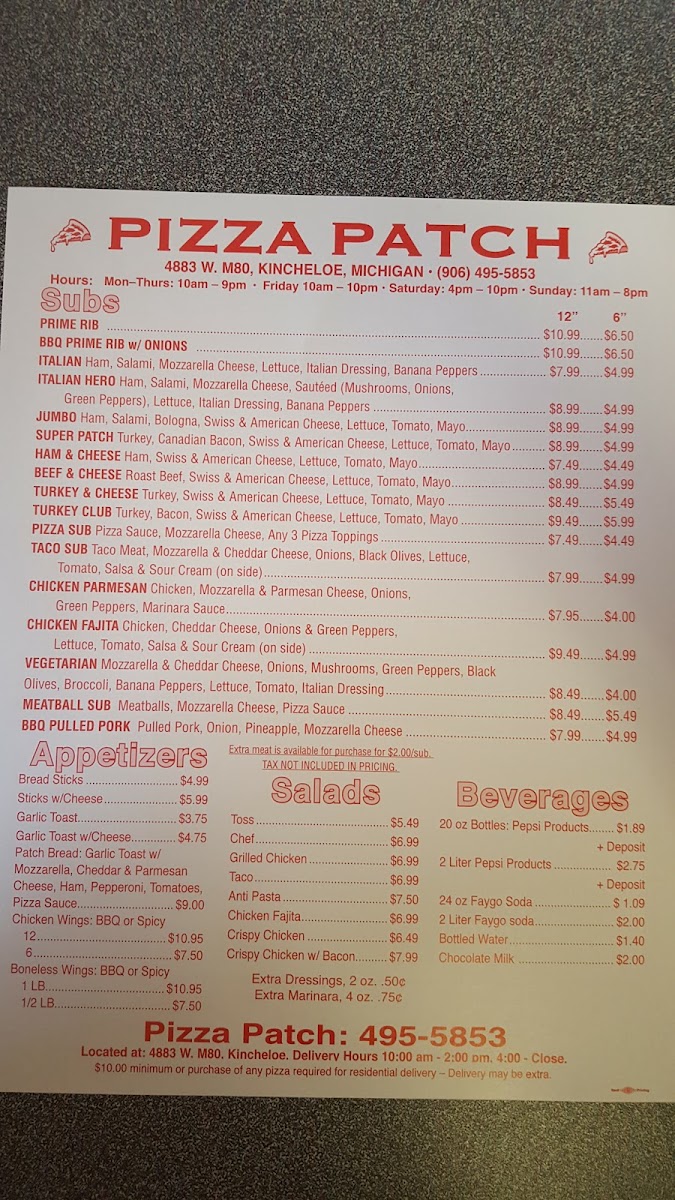 PIZZA PATCH
4883 W. M80, KINCHELOE, MICHIGAN • (906) 495-5853
Hours: Mon–Thurs: 10am – 9pm • Friday 10am – 10pm • Saturday: 4pm – 10pm • Sunday: 11am – 8pm
Subs
12” 6”
PRIME RIB $10.99 $6.50
BBQ PRIME RIB w/ ONIONS $10.99 $6.50
ITALIAN Ham, Salami, Mozzarella Cheese, Lettuce, Italian Dressing, Banana Peppers $7.99 $4.99
ITALIAN HERO Ham, Salami, Mozzarella Cheese, Sautéed (Mushrooms, Onions,
Green Peppers), Lettuce, Italian Dressing, Banana Peppers $8.99 $4.99
JUMBO Ham, Salami, Bologna, Swiss & American Cheese, Lettuce, Tomato, Mayo $8.99 $4.99
SUPER PATCH Turkey, Canadian Bacon, Swiss & American Cheese, Lettuce, Tomato, Mayo $8.99 $4.99
HAM & CHEESE Ham, Swiss & American Cheese, Lettuce, Tomato, Mayo $7.49 $4.49
BEEF & CHEESE Roast Beef, Swiss & American Cheese, Lettuce, Tomato, Mayo $8.99 $4.99
TURKEY & CHEESE Turkey, Swiss & American Cheese, Lettuce, Tomato, Mayo $8.49 $5.49
TURKEY CLUB Turkey, Bacon, Swiss & American Cheese, Lettuce, Tomato, Mayo $9.49 $5.99
PIZZA SUB Pizza Sauce, Mozzarella Cheese, Any 3 Pizza Toppings $7.49 $4.49
TACO SUB Taco Meat, Mozzarella & Cheddar Cheese, Onions, Black Olives, Lettuce,
Tomato, Salsa & Sour Cream (on side) $7.99 $4.99
CHICKEN PARMESAN Chicken, Mozzarella & Parmesan Cheese, Onions,
Green Peppers, Marinara Sauce $7.95 $4.00
CHICKEN FAJITA Chicken, Cheddar Cheese, Onions & Green Peppers,
Lettuce, Tomato, Salsa & Sour Cream (on side) $9.49 $4.99
VEGETARIAN Mozzarella & Cheddar Cheese, Onions, Mushrooms, Green Peppers, Black
Olives, Broccoli, Banana Peppers, Lettuce, Tomato, Italian Dressing $8.49 $4.00
MEATBALL SUB Meatballs, Mozzarella Cheese, Pizza Sauce $8.49 $5.49
BBQ PULLED PORK Pulled Pork, Onion, Pineapple, Mozzarella Cheese $7.99 $4.99
Extra meat is available for purchase for $2.00/sub.
TAX NOT INCLUDED IN PRICING.
Appetizers
Bread Sticks $4.99
Sticks w/Cheese $5.99
Garlic Toast $3.75
Garlic Toast w/Cheese $4.75
Patch Bread: Garlic Toast w/
Mozzarella, Cheddar & Parmesan
Cheese, Ham, Pepperoni, Tomatoes,
Pizza Sauce $9.00
Chicken Wings: BBQ or Spicy
12 $10.95
6 $7.50
Boneless Wings: BBQ or Spicy
1 LB $10.95
1/2 LB $7.50
Salads
Toss $5.49
Chef $6.99
Grilled Chicken $6.99
Taco $6.99
Anti Pasta $7.50
Chicken Fajita $6.99
Crispy Chicken $6.49
Crispy Chicken w/ Bacon $7.99
Extra Dressings, 2 oz. .50¢
Extra Marinara, 4 oz. .75¢
Beverages
20 oz Bottles: Pepsi Products $1.89
+ Deposit
2 Liter Pepsi Products $2.75
+ Deposit
24 oz Faygo Soda $ 1.09
2 Liter Faygo soda $2.00
Bottled Water $1.40
Chocolate Milk $2.00
Pizza Patch: 495-5853
Located at: 4883 W. M80. Kincheloe. Delivery Hours 10:00 am - 2:00 pm, 4:00 - Close.
$10.00 minimum or purchase of any pizza required for residential delivery – Delivery may be extra.